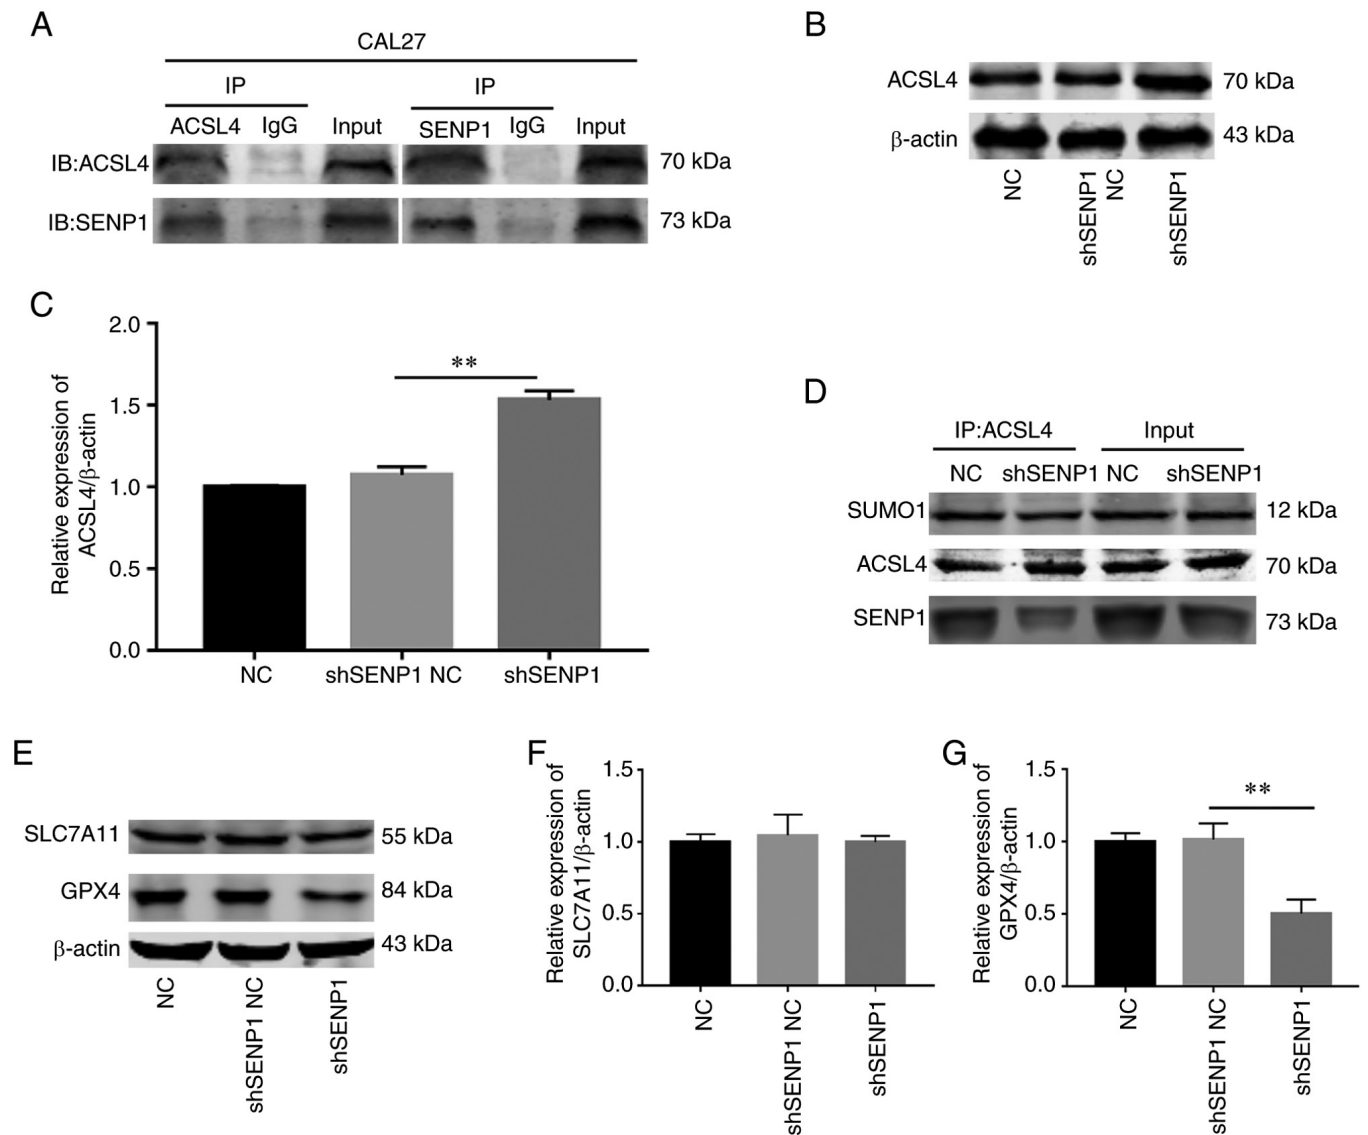 A
CAL27
IP IP
ACSL4 IgG Input SENP1 IgG Input
IB:ACSL4 70 kDa
IB:SENP1 73 kDa
B
ACSL4 70 kDa
β-actin 43 kDa
NC
shSENP1
NC
shSENP1
C
Relative expression of
ACSL4/β-actin
2.0
1.5
1.0
0.5
0.0
**
NC shSENP1 NC shSENP1
D
IP:ACSL4 Input
NC shSENP1 NC shSENP1
SUMO1 12 kDa
ACSL4 70 kDa
SENP1 73 kDa
E
SLC7A11 55 kDa
GPX4 84 kDa
β-actin 43 kDa
NC
shSENP1 NC
shSENP1
F
Relative expression of
SLC7A11/β-actin
1.5
1.0
0.5
0.0
NC
shSENP1 NC
shSENP1
G
Relative expression of
GPX4/β-actin
1.5
1.0
0.5
0.0
**
NC
shSENP1 NC
shSENP1